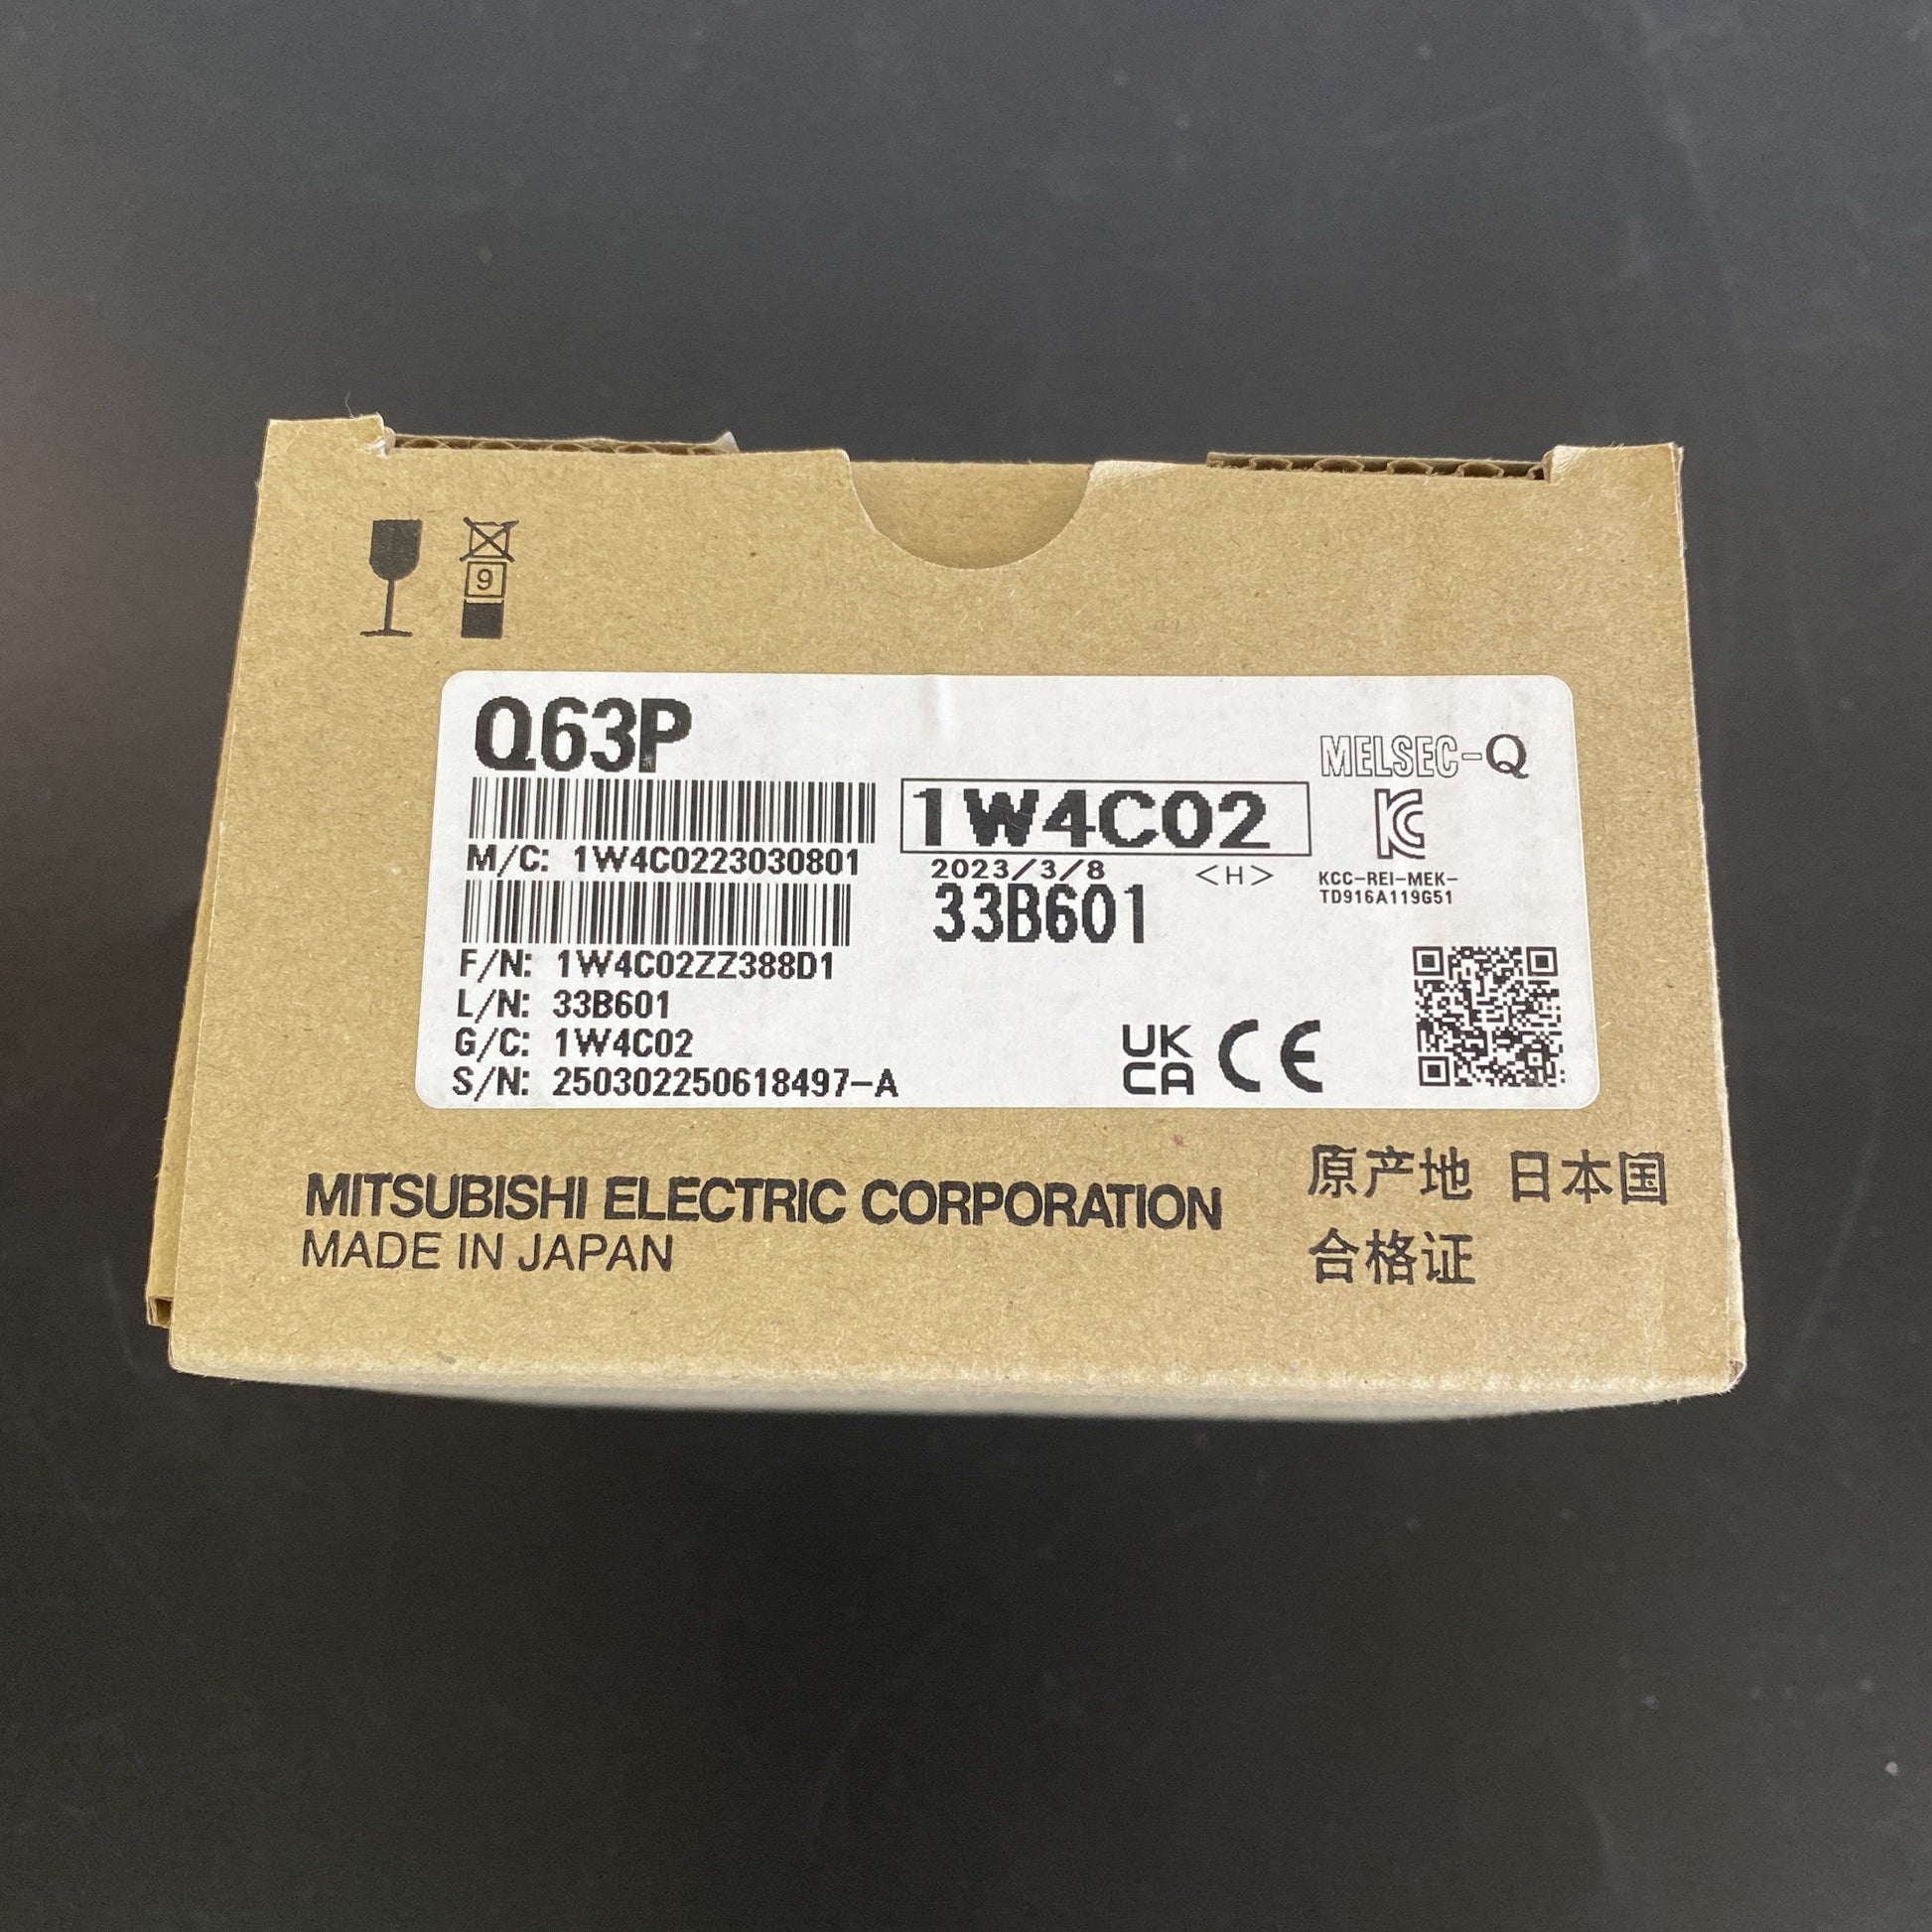 9
Q63P
MELSEC-Q
1W4C02
M/C: 1W4C0223030801
2023/3/8 <H>
KCC-REI-MEK-
TD916A119G51
33B601
F/N: 1W4C02ZZ388D1
L/N: 33B601
G/C: 1W4C02
S/N: 250302250618497-A
UK
CA CE
MITSUBISHI ELECTRIC CORPORATION
MADE IN JAPAN
原产地 日本国
合格证